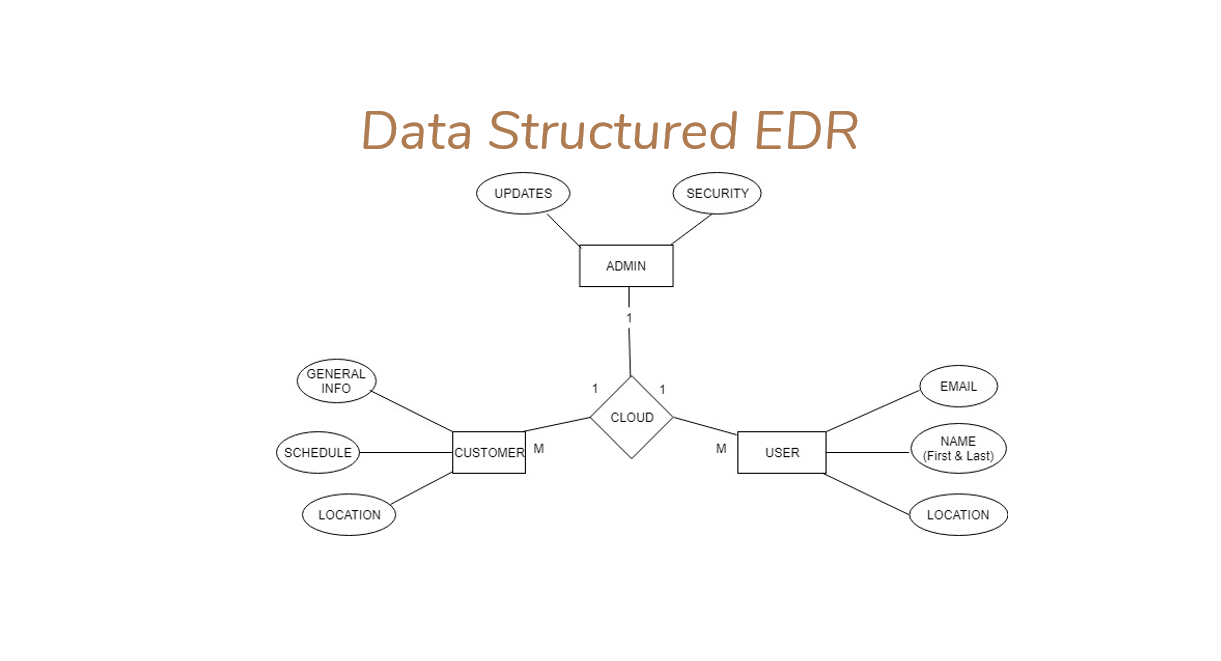 Data Structured EDR
UPDATES
SECURITY
ADMIN
1
GENERAL
INFO
1
1
EMAIL
CLOUD
SCHEDULE
CUSTOMER
M
M
USER
NAME
(First & Last)
LOCATION
LOCATION